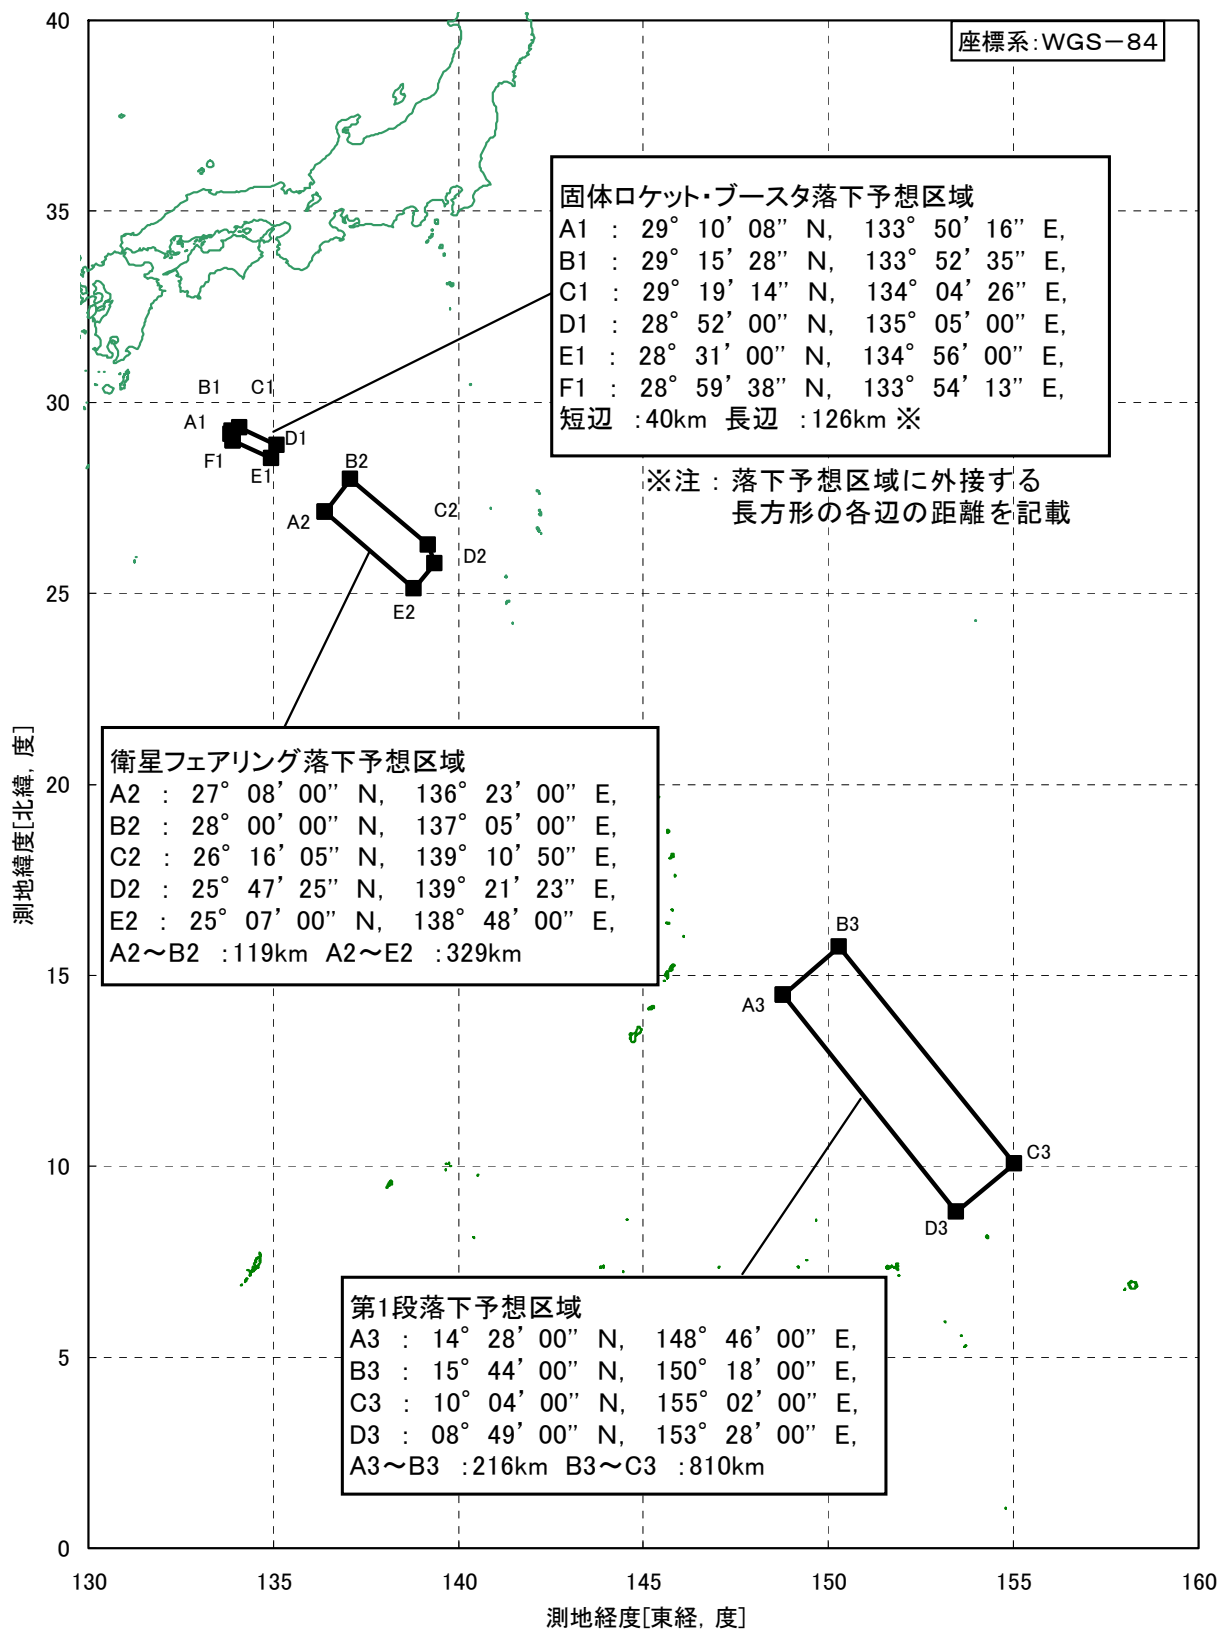 座標系:WGS−84
固体ロケット・ブースタ落下予想区域
A1 : 29° 10’ 08” N, 133° 50’ 16” E,
B1 : 29° 15’ 28” N, 133° 52’ 35” E,
C1 : 29° 19’ 14” N, 134° 04’ 26” E,
D1 : 28° 52’ 00” N, 135° 05’ 00” E,
E1 : 28° 31’ 00” N, 134° 56’ 00” E,
F1 : 28° 59’ 38” N, 133° 54’ 13” E,
短辺 :40km 長辺 :126km ※
※注 : 落下予想区域に外接する
長方形の各辺の距離を記載
B1 C1
A1
D1
F1
E1
B2
A2
C2
D2
E2
衛星フェアリング落下予想区域
A2 : 27° 08’ 00” N, 136° 23’ 00” E,
B2 : 28° 00’ 00” N, 137° 05’ 00” E,
C2 : 26° 16’ 05” N, 139° 10’ 50” E,
D2 : 25° 47’ 25” N, 139° 21’ 23” E,
E2 : 25° 07’ 00” N, 138° 48’ 00” E,
A2～B2 :119km A2～E2 :329km
B3
A3
C3
D3
第1段落下予想区域
A3 : 14° 28’ 00” N, 148° 46’ 00” E,
B3 : 15° 44’ 00” N, 150° 18’ 00” E,
C3 : 10° 04’ 00” N, 155° 02’ 00” E,
D3 : 08° 49’ 00” N, 153° 28’ 00” E,
A3～B3 :216km B3～C3 :810km
40
35
30
25
20
15
10
5
0
測地緯度[北緯, 度]
130 135 140 145 150 155 160
測地経度[東経, 度]